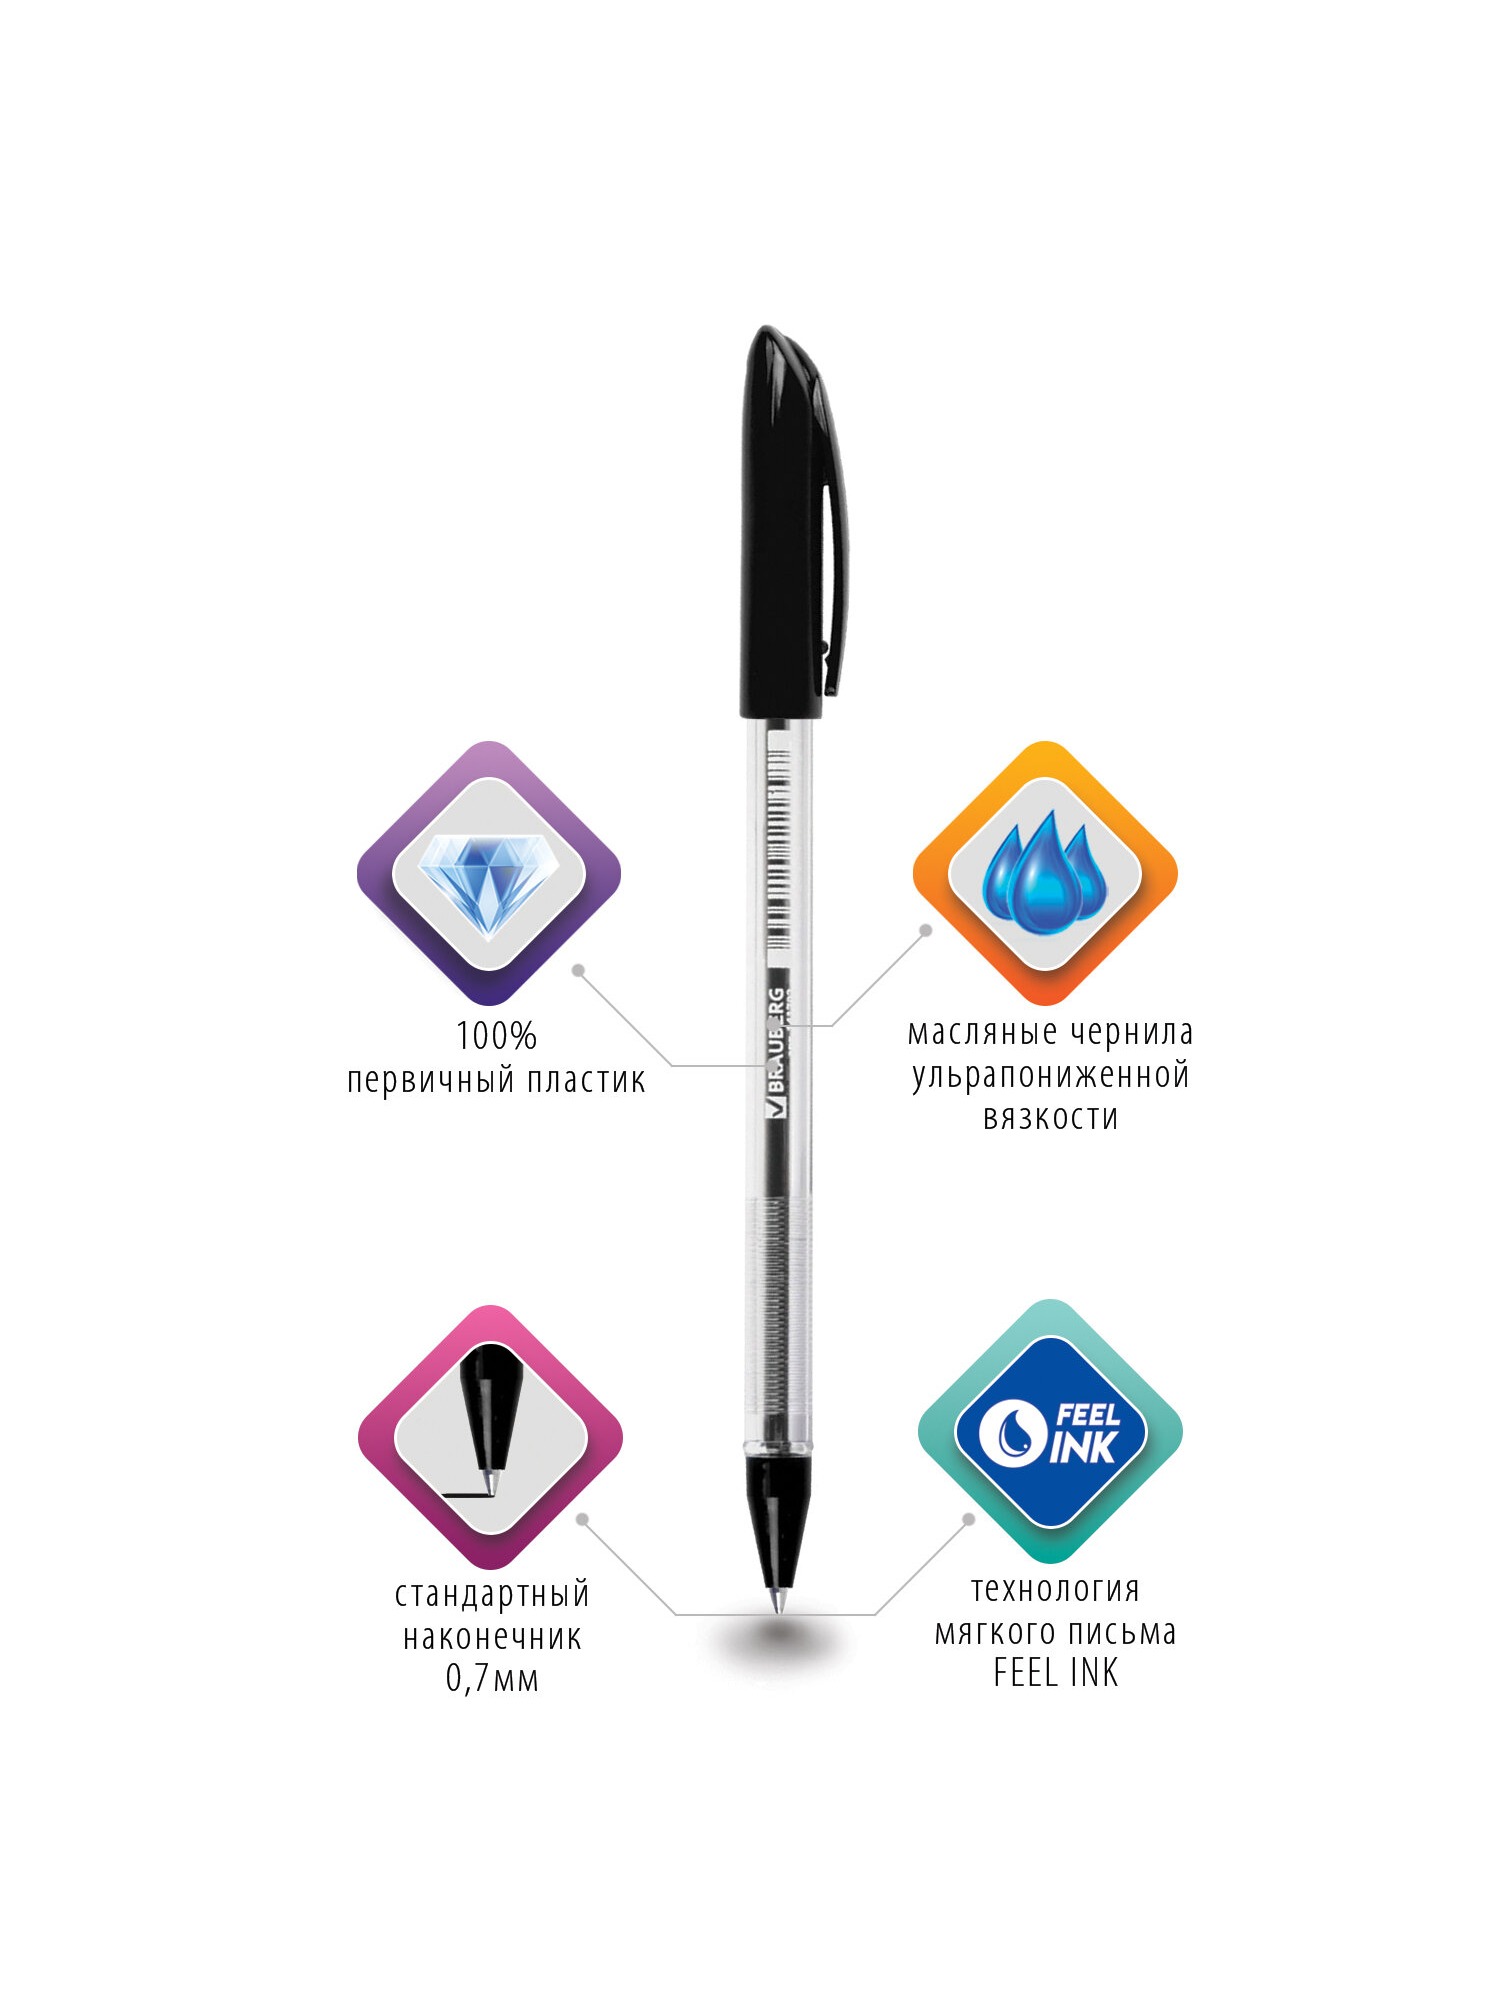 100%
первичный пластик
масляные чернила
ульрапониженной
вязкости
BRAUBERG
стандартный
наконечник
0,7мм
FEEL
INK
технология
мягкого письма
FEEL INK